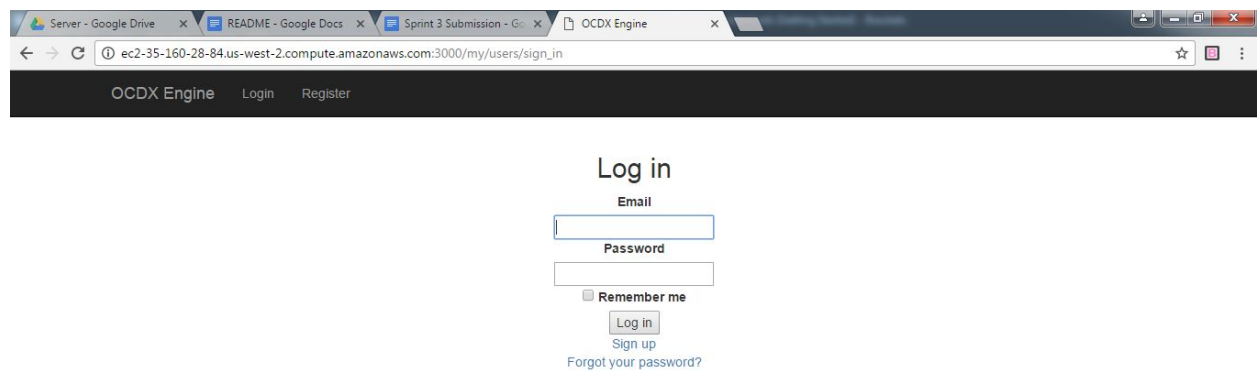 Server - Google Drive README - Google Docs Sprint 3 Submission - Go OCDX Engine
ec2-35-160-28-84.us-west-2.compute.amazonaws.com:3000/my/users/sign_in
OCDX Engine Login Register
Log in
Email
Password
Remember me
Log in
Sign up
Forgot your password?